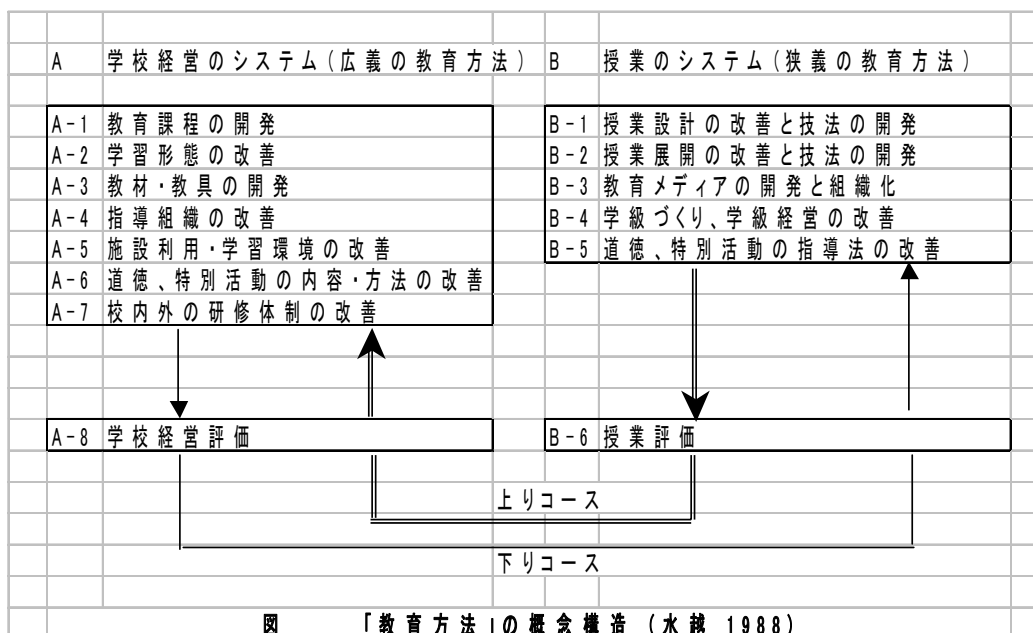 A 学校経営のシステム(広義の教育方法) B 授業のシステム(狭義の教育方法)
A-1 教育課程の開発
A-2 学習形態の改善
A-3 教材・教具の開発
A-4 指導組織の改善
A-5 施設利用・学習環境の改善
A-6 道徳、特別活動の内容・方法の改善
A-7 校内外の研修体制の改善
B-1 授業設計の改善と技法の開発
B-2 授業展開の改善と技法の開発
B-3 教育メディアの開発と組織化
B-4 学級づくり、学級経営の改善
B-5 道徳、特別活動の指導法の改善
A-8 学校経営評価
B-6 授業評価
上りコース
下りコース
図 「教育方法」の概念構造(水越 1988)